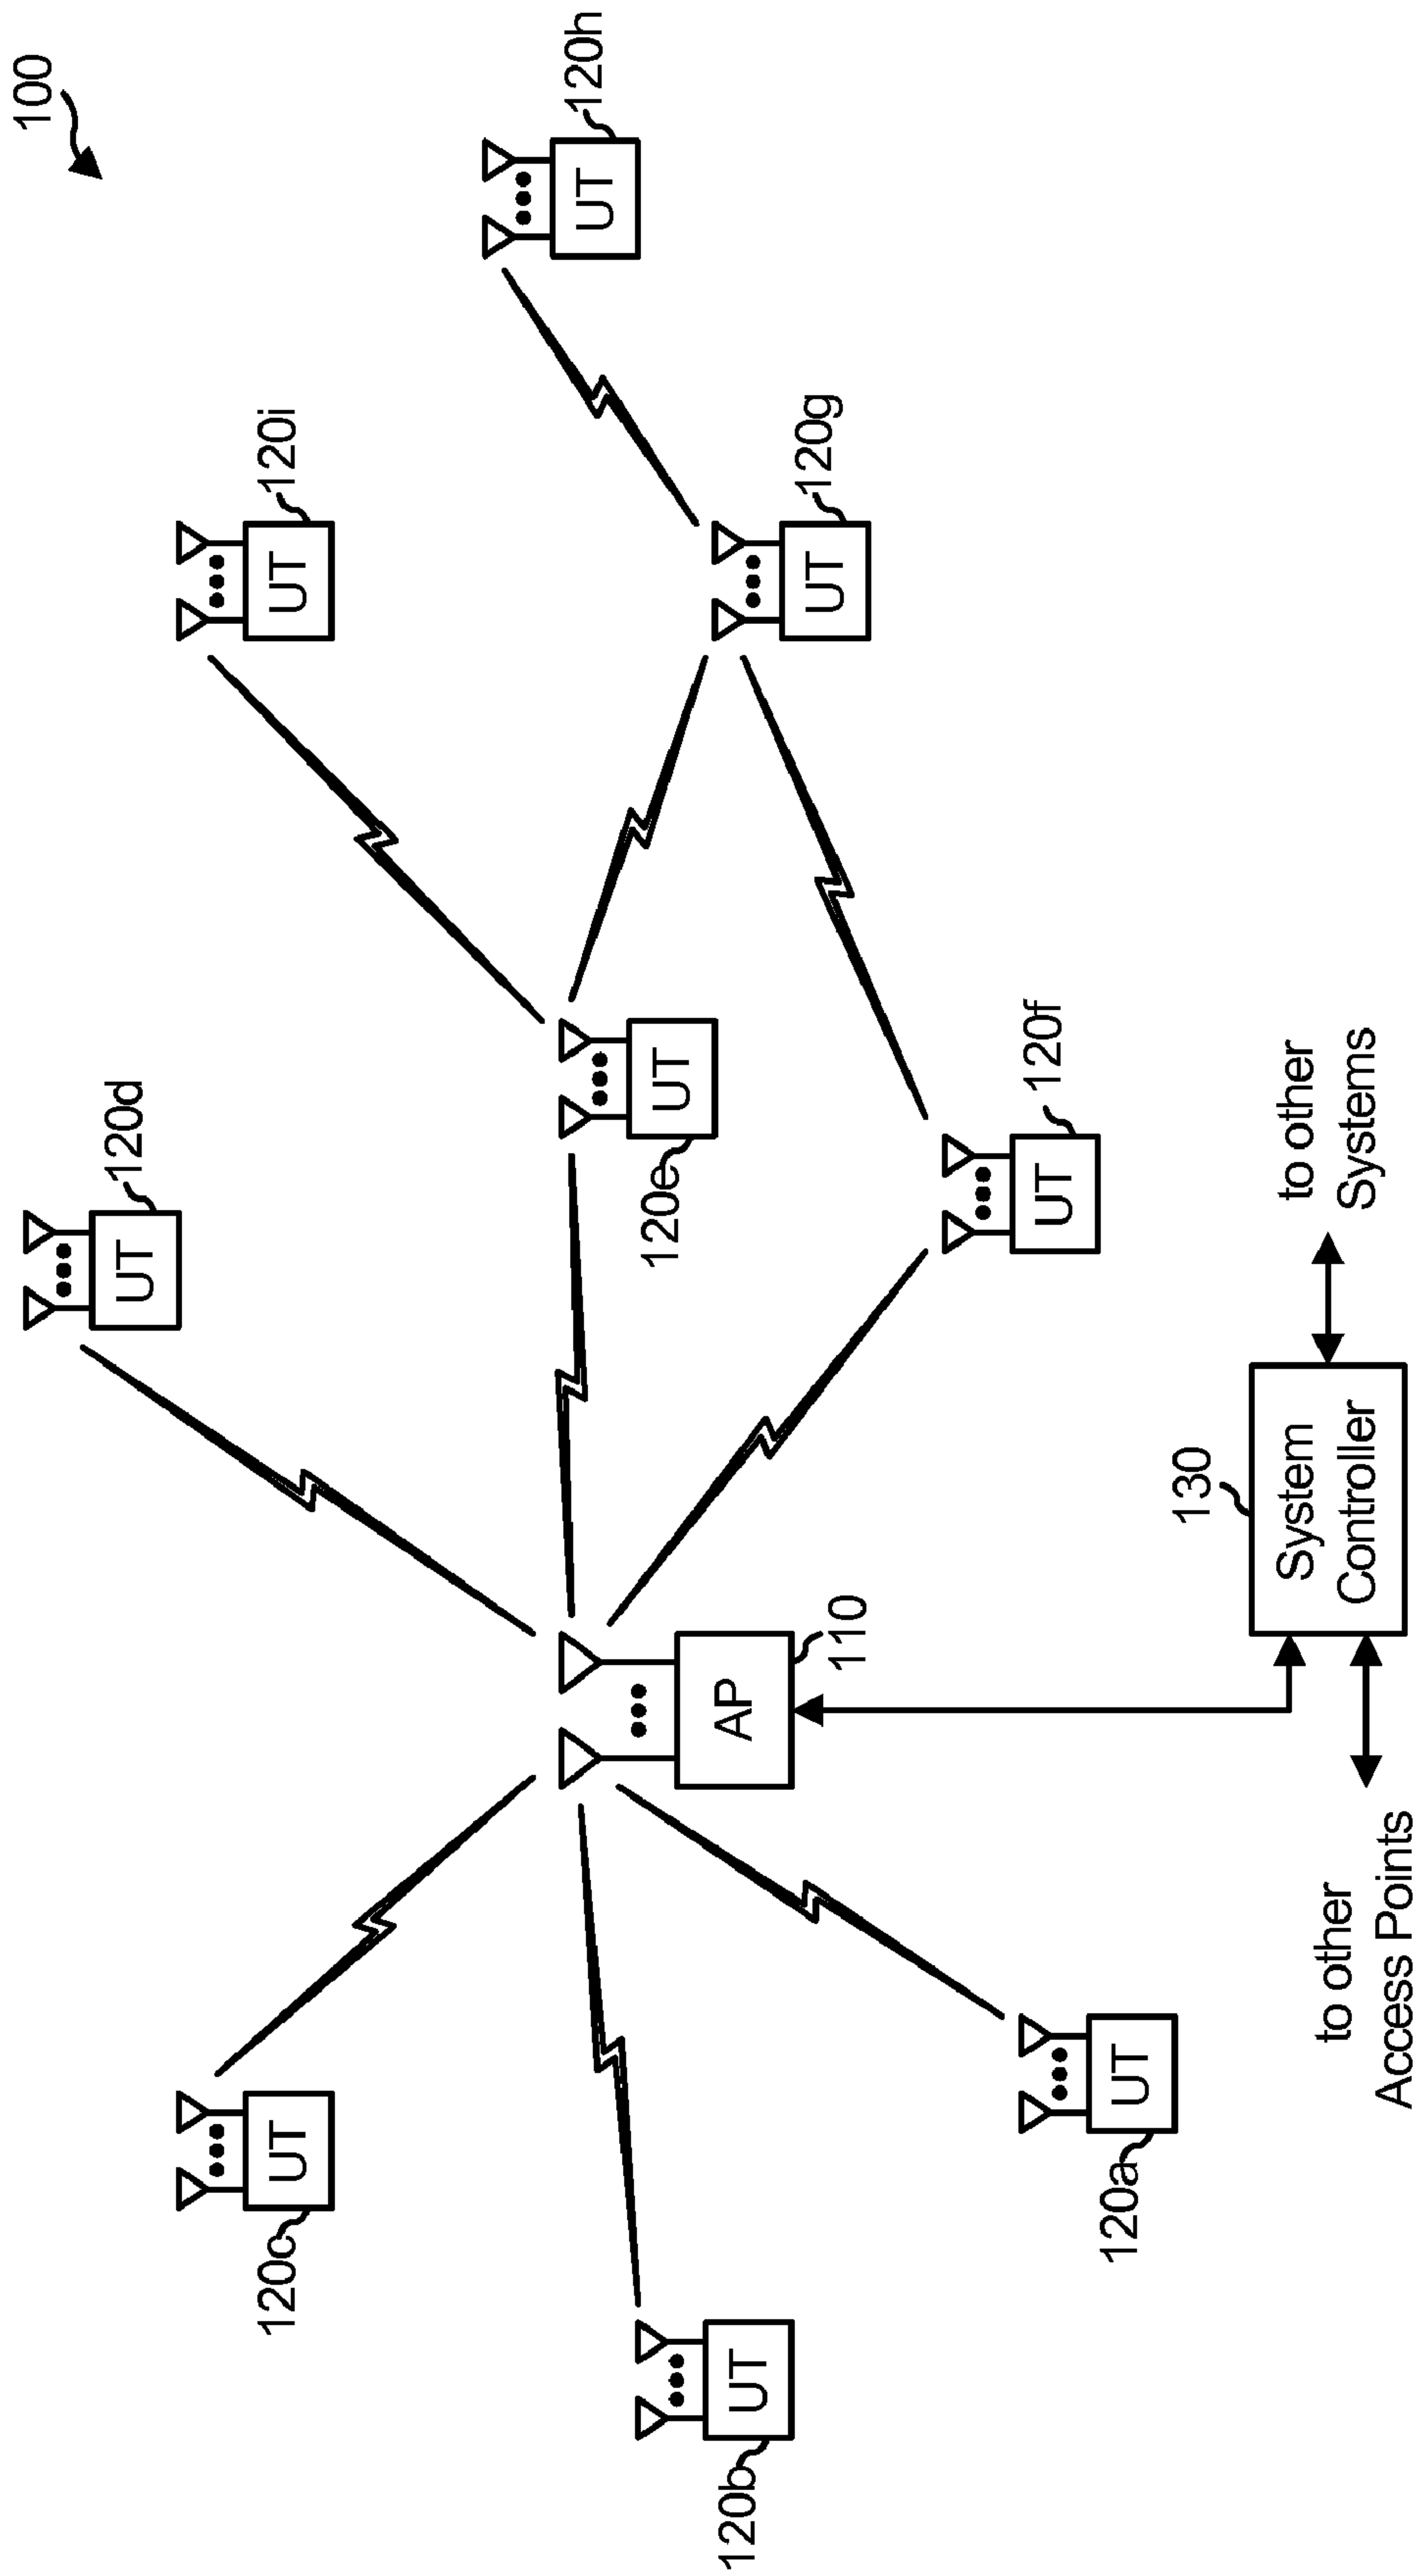 100
120d
UT
120i
UT
120c
UT
120h
UT
120e
UT
120g
UT
120b
UT
AP
110
120f
UT
120a
UT
130
System
Controller
to other
Systems
to other
Access Points